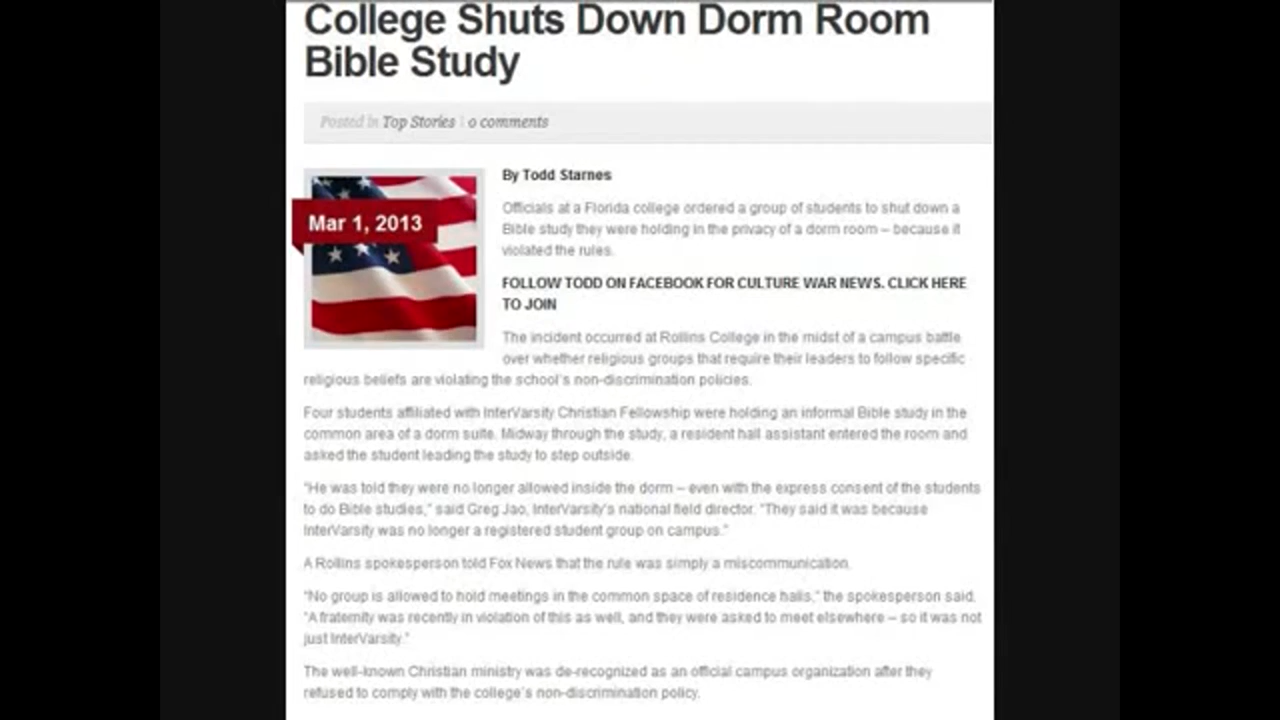 College Shuts Down Dorm Room
Bible Study
Posted in Top Stories | 0 comments
Mar 1, 2013
By Todd Starnes
Officials at a Florida college ordered a group of students to shut down a
Bible study they were holding in the privacy of a dorm room – because it
violated the rules.
FOLLOW TODD ON FACEBOOK FOR CULTURE WAR NEWS. CLICK HERE
TO JOIN
The incident occurred at Rollins College in the midst of a campus battle
over whether religious groups that require their leaders to follow specific
religious beliefs are violating the school's non-discrimination policies.
Four students affiliated with InterVarsity Christian Fellowship were holding an informal Bible study in the
common area of a dorm suite. Midway through the study, a resident hall assistant entered the room and
asked the student leading the study to step outside.
"He was told they were no longer allowed inside the dorm – even with the express consent of the students
to do Bible studies," said Greg Jao, InterVarsity's national field director. "They said it was because
InterVarsity was no longer a registered student group on campus."
A Rollins spokesperson told Fox News that the rule was simply a miscommunication.
"No group is allowed to hold meetings in the common space of residence halls," the spokesperson said.
"A fraternity was recently in violation of this as well, and they were asked to meet elsewhere – so it was not
just InterVarsity."
The well-known Christian ministry was de-recognized as an official campus organization after they
refused to comply with the college's non-discrimination policy.